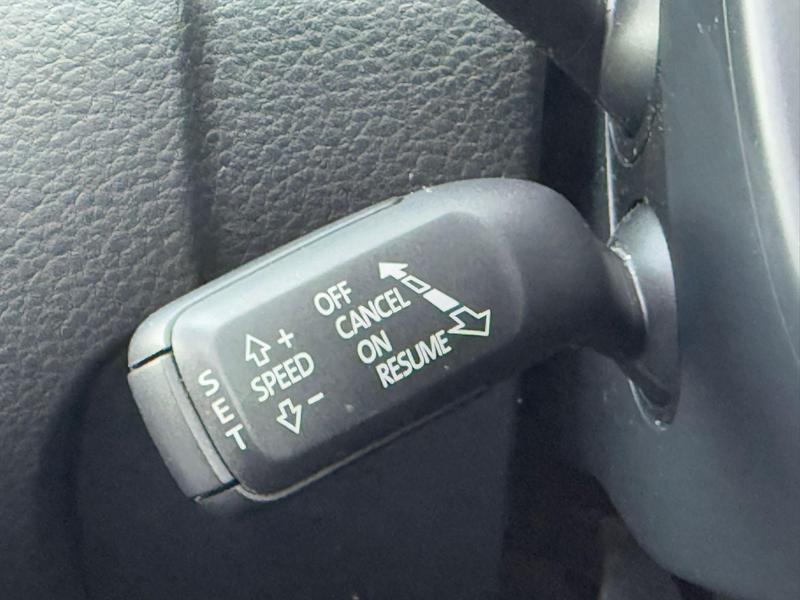 OFF
CANCEL
ON
RESUME
+
SPEED
−
SET